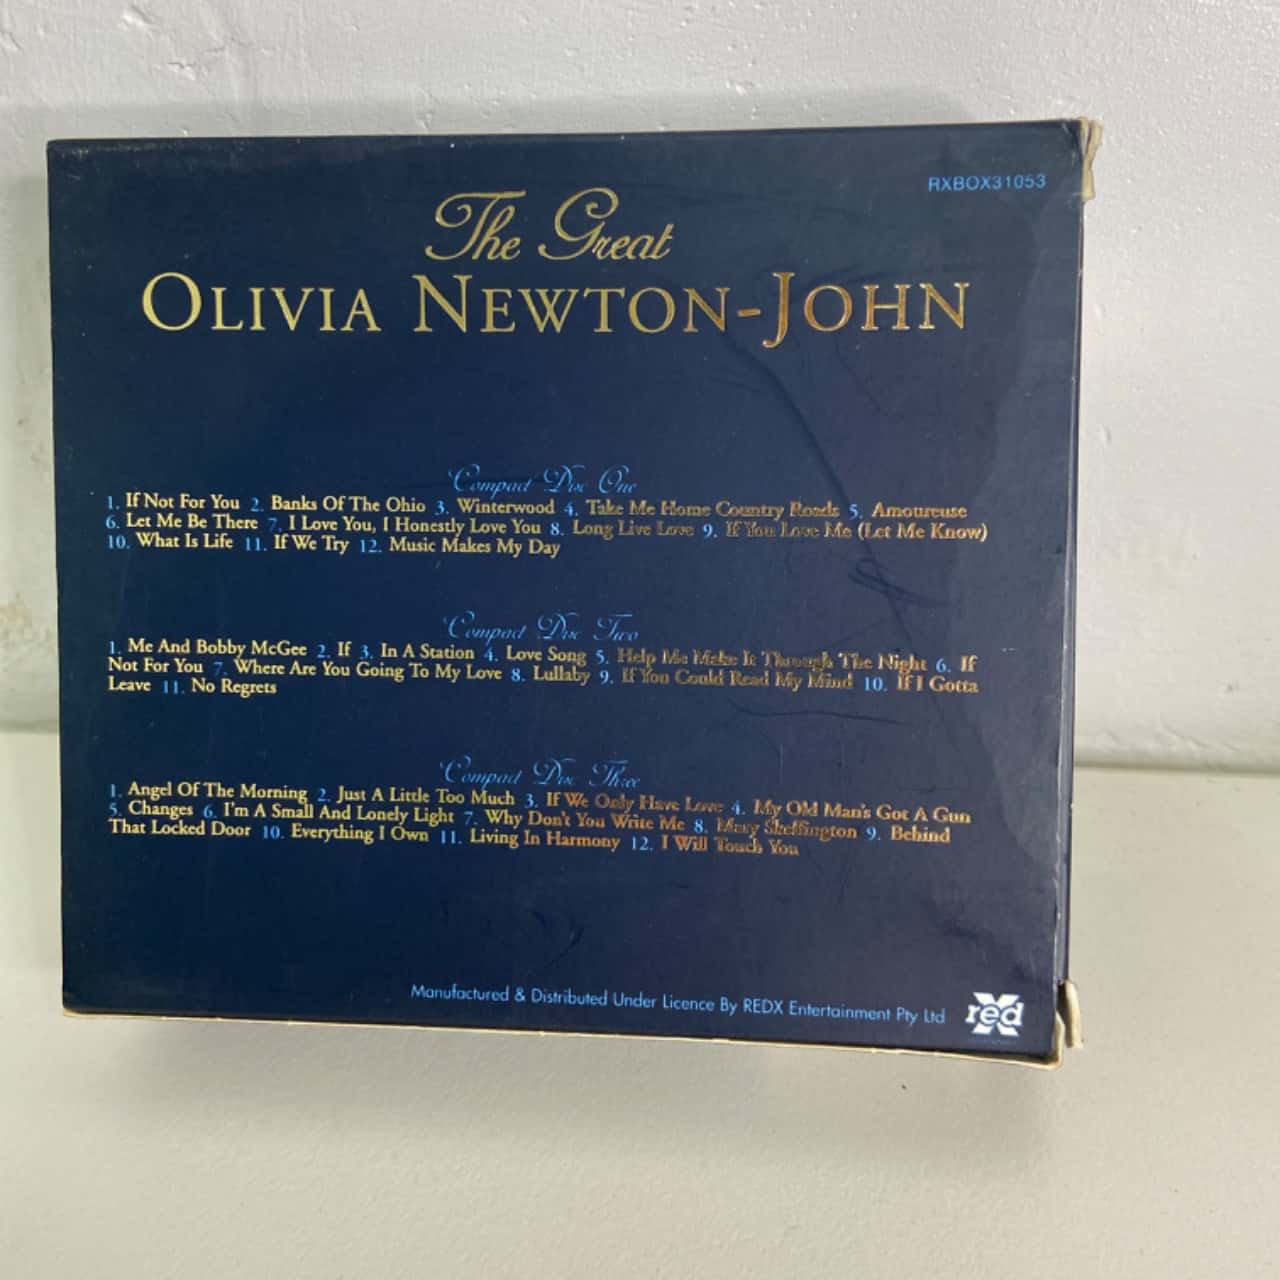 RXBOX31053
The Great
OLIVIA NEWTON-JOHN
Compact Disc One
1. If Not For You 2. Banks Of The Ohio 3. Winterwood 4. Take Me Home Country Roads 5. Amoureuse
6. Let Me Be There 7. I Love You, I Honestly Love You 8. Long Live Love 9. If You Love Me (Let Me Know)
10. What Is Life 11. If We Try 12. Music Makes My Day
Compact Disc Two
1. Me And Bobby McGee 2. If 3. In A Station 4. Love Song 5. Help Me Make It Through The Night 6. If
Not For You 7. Where Are You Going To My Love 8. Lullaby 9. If You Could Read My Mind 10. If I Gotta
Leave 11. No Regrets
Compact Disc Three
1. Angel Of The Morning 2. Just A Little Too Much 3. If We Only Have Love 4. My Old Man's Got A Gun
5. Changes 6. I'm A Small And Lonely Light 7. Why Don't You Write Me 8. Mary Skeffington 9. Behind
That Locked Door 10. Everything I Own 11. Living In Harmony 12. I Will Touch You
Manufactured & Distributed Under Licence By REDX Entertainment Pty Ltd
red X